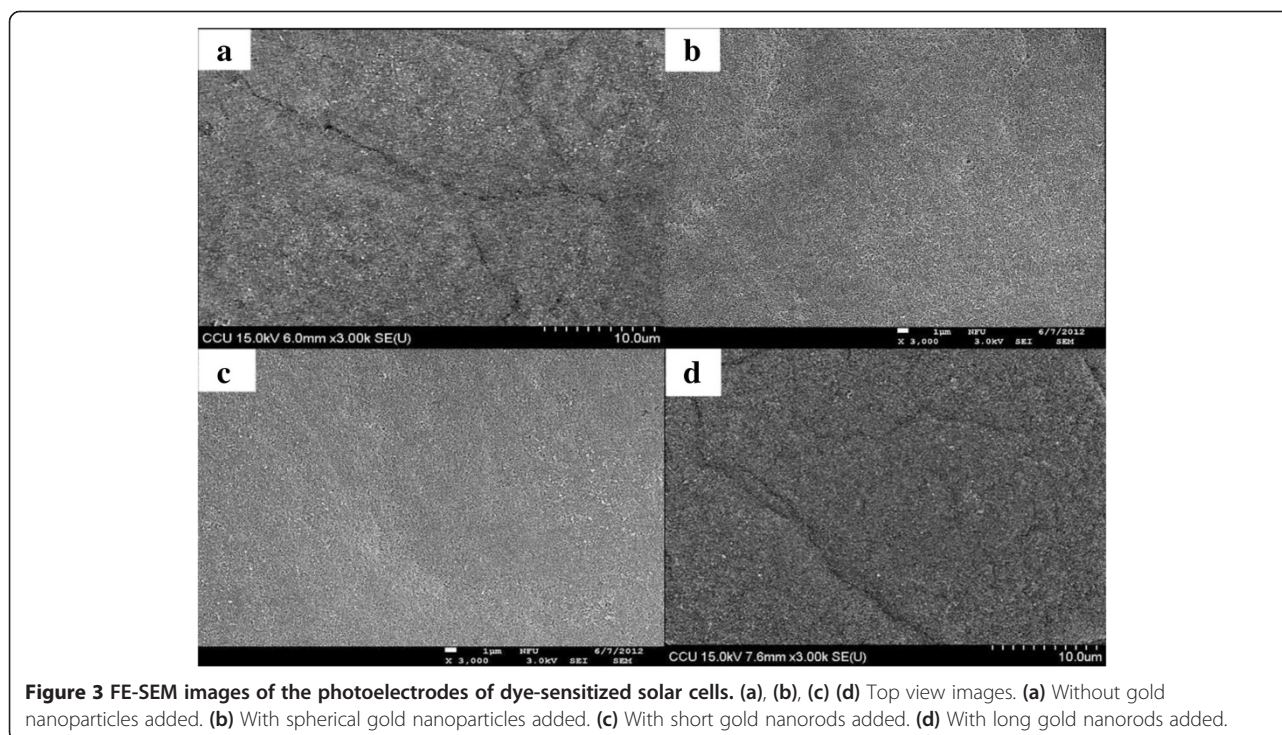 a
b
CCU 15.0kV 6.0mm x3.00k SE(U) 10.0um
1µm NFU 6/7/2012
X 3,000 3.0kV SEI SEM
c
d
1µm NFU 6/7/2012
X 3,000 3.0kV SEI SEM
CCU 15.0kV 7.6mm x3.00k SE(U) 10.0um
Figure 3 FE-SEM images of the photoelectrodes of dye-sensitized solar cells. (a), (b), (c) (d) Top view images. (a) Without gold
nanoparticles added. (b) With spherical gold nanoparticles added. (c) With short gold nanorods added. (d) With long gold nanorods added.